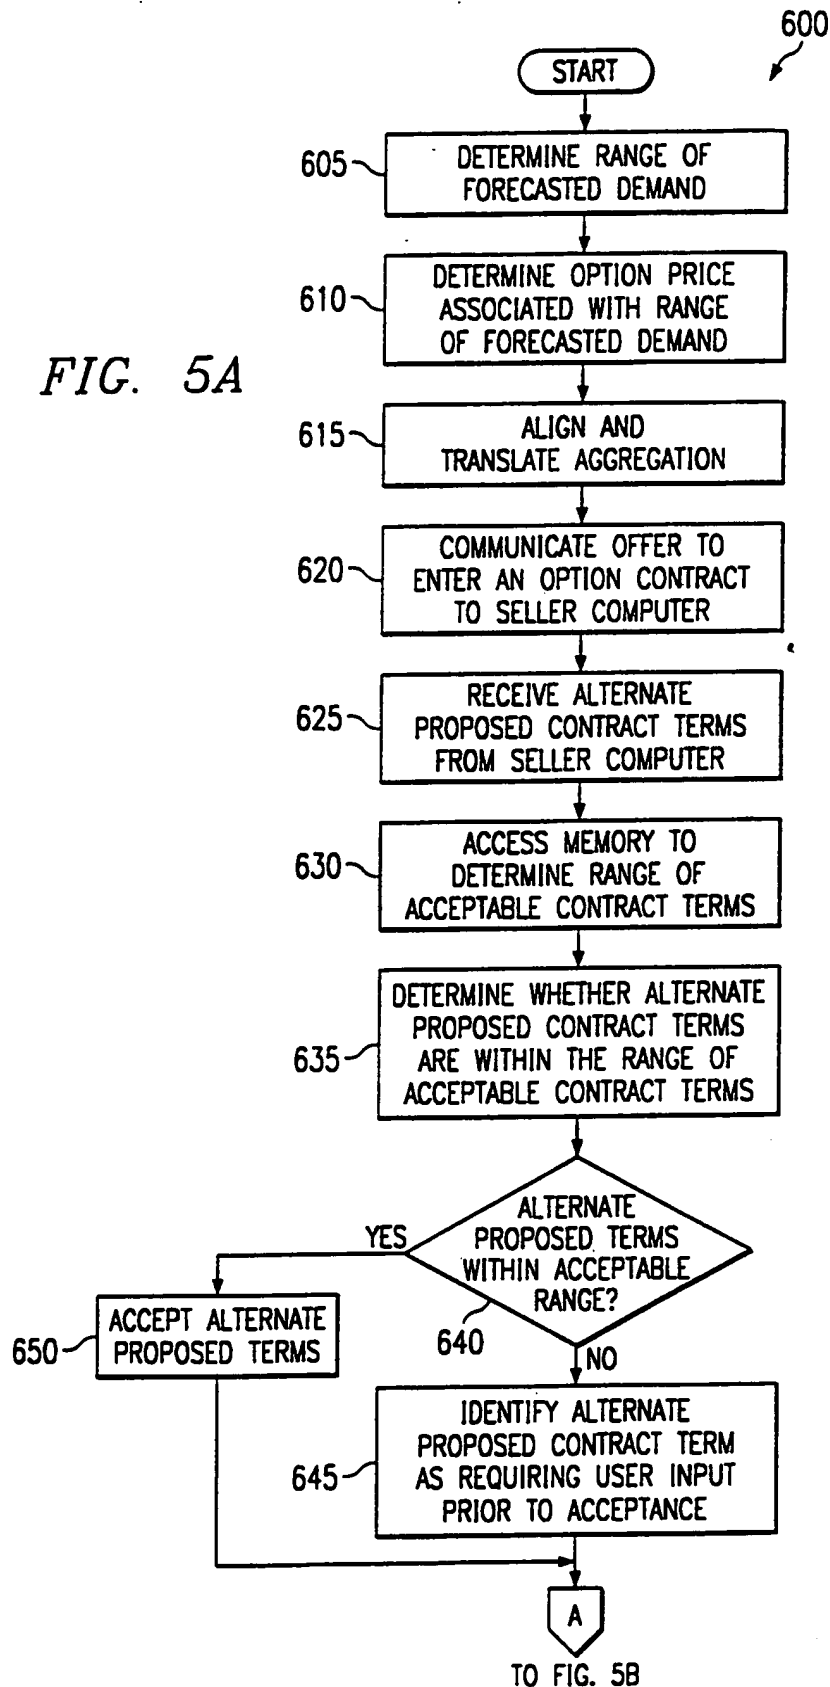 600
START
605
DETERMINE RANGE OF
FORECASTED DEMAND
610
DETERMINE OPTION PRICE
ASSOCIATED WITH RANGE
OF FORECASTED DEMAND
FIG. 5A
615
ALIGN AND
TRANSLATE AGGREGATION
620
COMMUNICATE OFFER TO
ENTER AN OPTION CONTRACT
TO SELLER COMPUTER
625
RECEIVE ALTERNATE
PROPOSED CONTRACT TERMS
FROM SELLER COMPUTER
630
ACCESS MEMORY TO
DETERMINE RANGE OF
ACCEPTABLE CONTRACT TERMS
635
DETERMINE WHETHER ALTERNATE
PROPOSED CONTRACT TERMS
ARE WITHIN THE RANGE OF
ACCEPTABLE CONTRACT TERMS
ALTERNATE
PROPOSED TERMS
WITHIN ACCEPTABLE
RANGE?
640
YES
650
ACCEPT ALTERNATE
PROPOSED TERMS
NO
645
IDENTIFY ALTERNATE
PROPOSED CONTRACT TERM
AS REQUIRING USER INPUT
PRIOR TO ACCEPTANCE
A
TO FIG. 5B